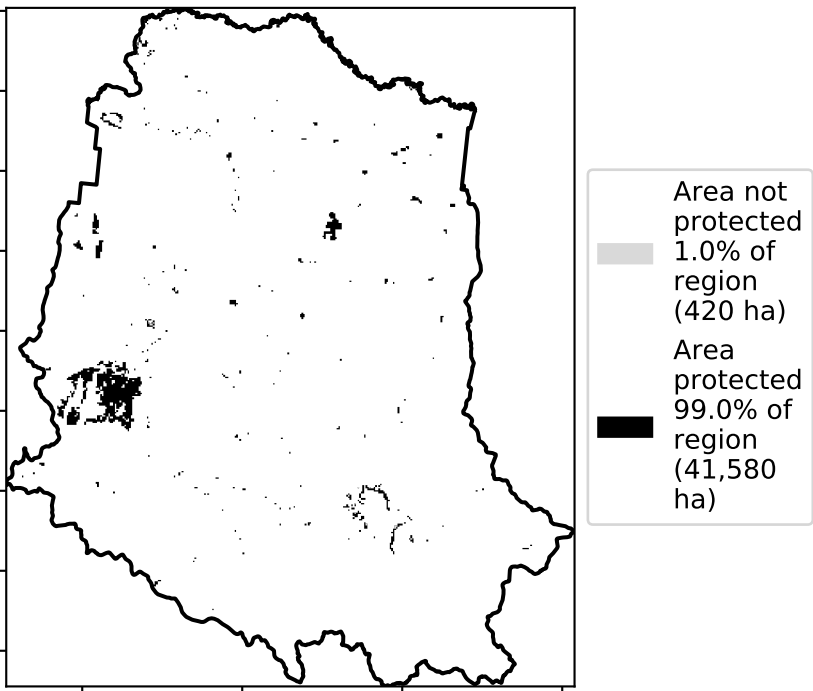 Area not
protected
1.0% of
region
(420 ha)
Area
protected
99.0% of
region
(41,580
ha)